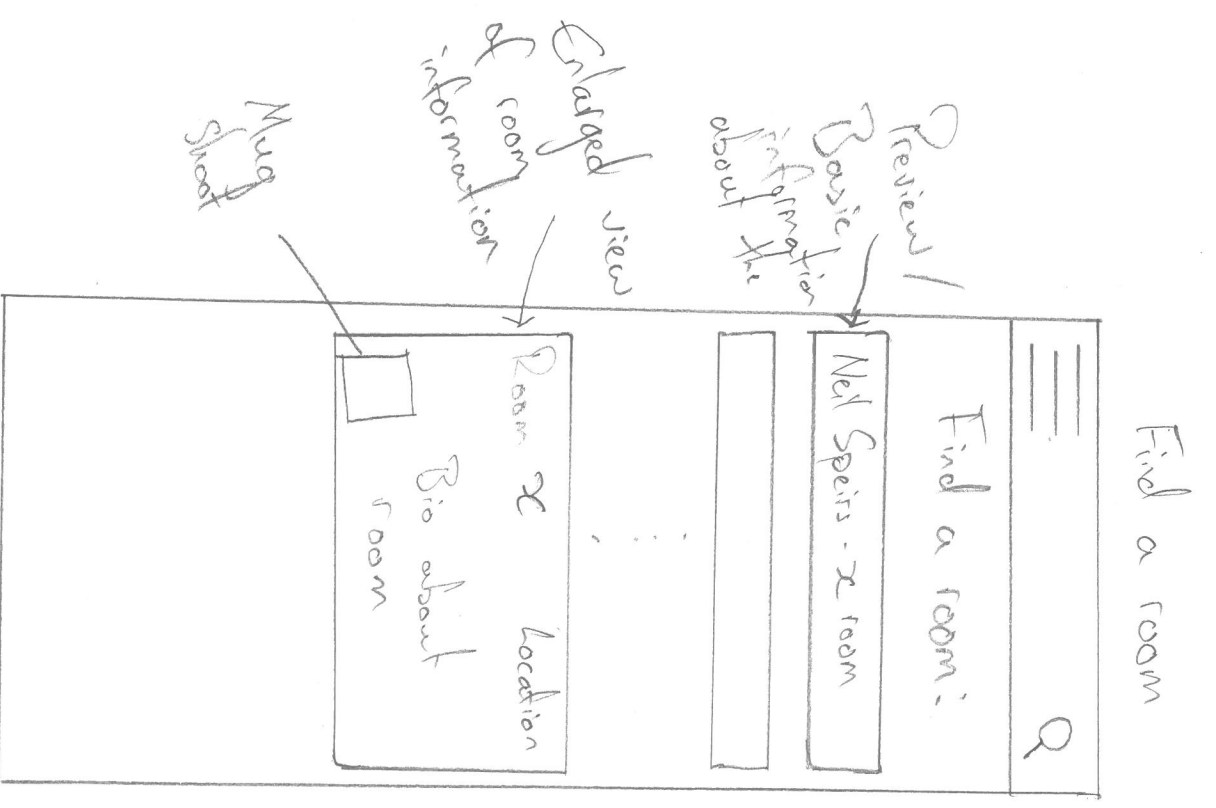 Find a room
Find a room:
Neil Speirs - x room
Preview /
Basic
information
about the
Room x Location
Bio about
room
Enlarged view
of room
information
Mug
Shoot